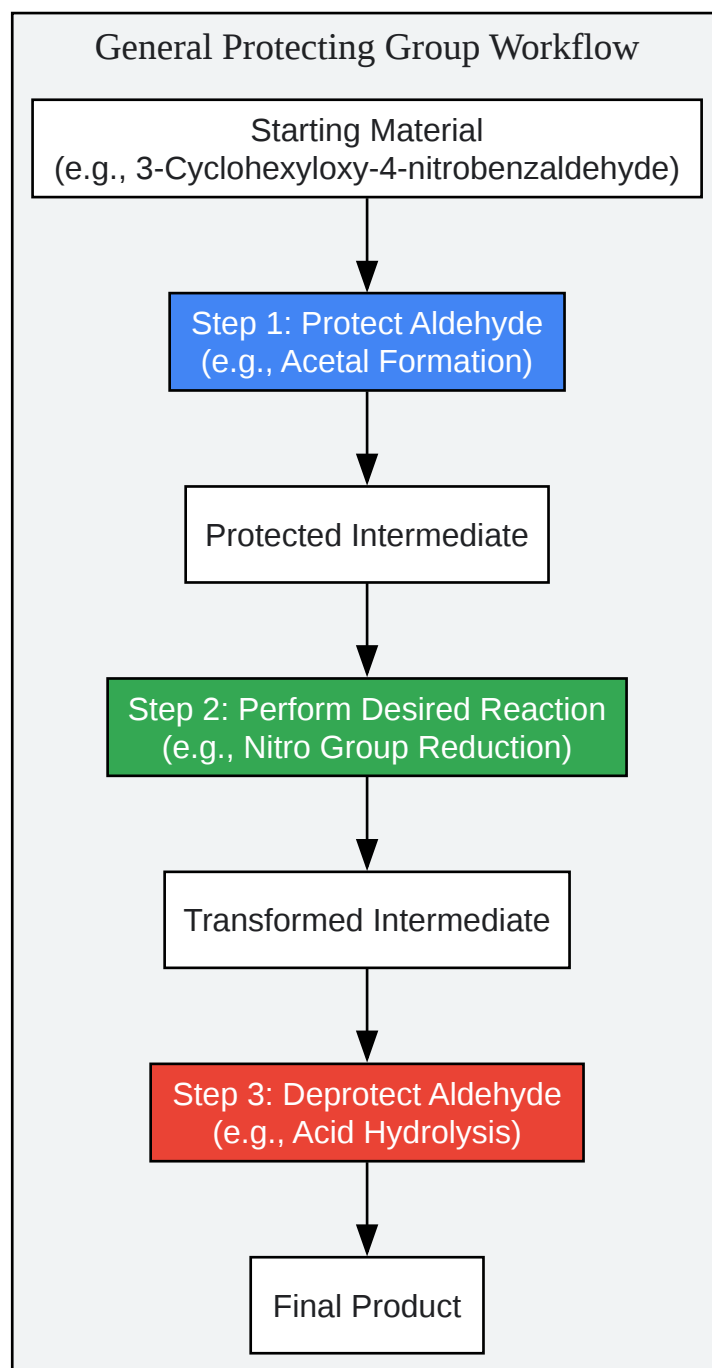 General Protecting Group Workflow
Starting Material
(e.g., 3-Cyclohexyloxy-4-nitrobenzaldehyde)
Step 1: Protect Aldehyde
(e.g., Acetal Formation)
Protected Intermediate
Step 2: Perform Desired Reaction
(e.g., Nitro Group Reduction)
Transformed Intermediate
Step 3: Deprotect Aldehyde
(e.g., Acid Hydrolysis)
Final Product